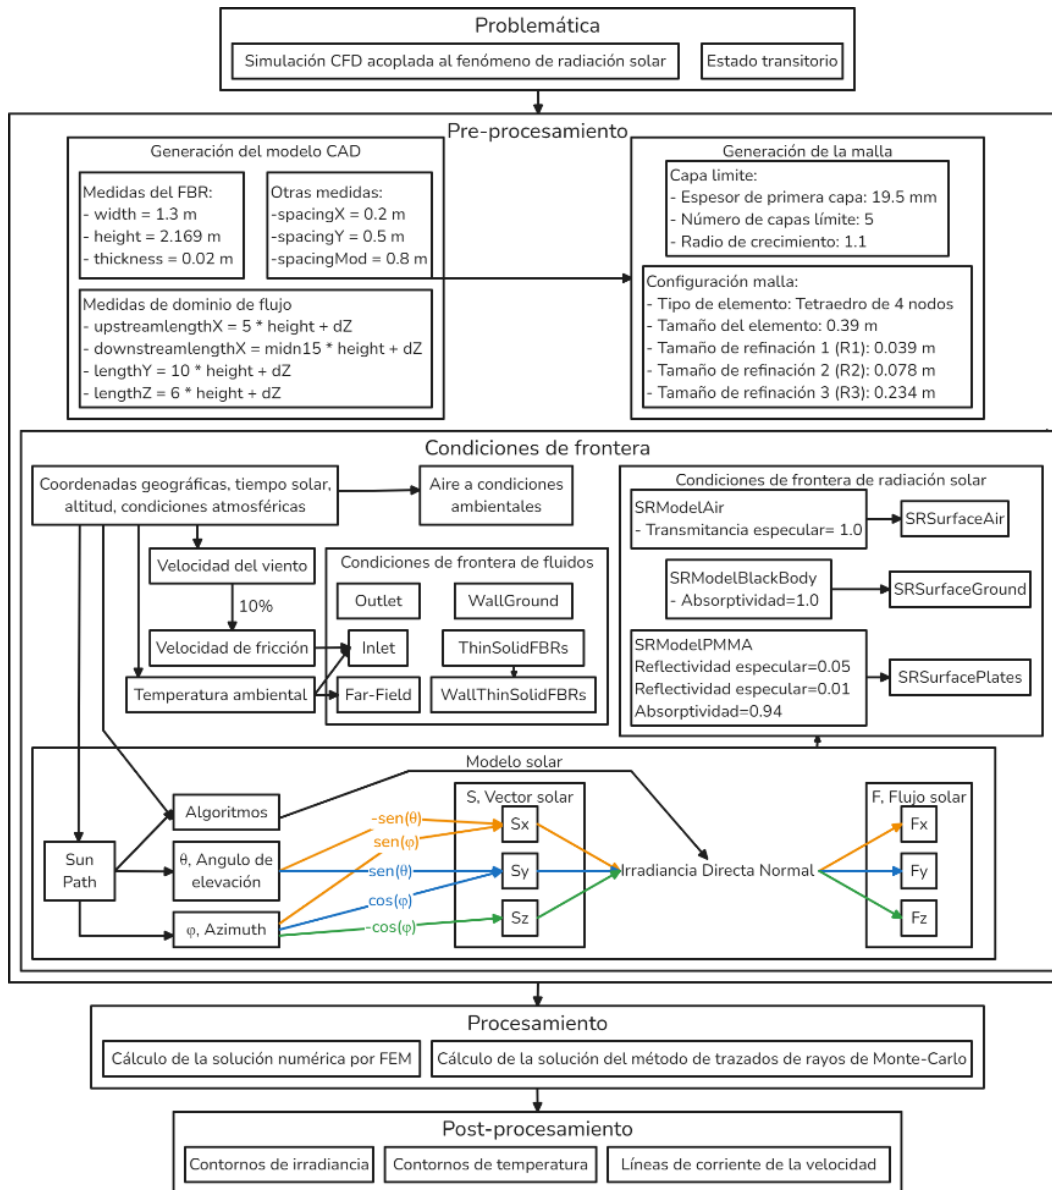 Problemática
Simulación CFD acoplada al fenómeno de radiación solar
Estado transitorio
Pre-procesamiento
Generación del modelo CAD
Medidas del FBR:
- width = 1.3 m
- height = 2.169 m
- thickness = 0.02 m
Otras medidas:
-spacingX = 0.2 m
-spacingY = 0.5 m
-spacingMod = 0.8 m
Medidas de dominio de flujo
- upstreamlengthX = 5 * height + dZ
- downstreamlengthX = midn15 * height + dZ
- lengthY = 10 * height + dZ
- lengthZ = 6 * height + dZ
Generación de la malla
Capa limite:
- Espesor de primera capa: 19.5 mm
- Número de capas límite: 5
- Radio de crecimiento: 1.1
Configuración malla:
- Tipo de elemento: Tetraedro de 4 nodos
- Tamaño del elemento: 0.39 m
- Tamaño de refinación 1 (R1): 0.039 m
- Tamaño de refinación 2 (R2): 0.078 m
- Tamaño de refinación 3 (R3): 0.234 m
Condiciones de frontera
Coordenadas geográficas, tiempo solar,
altitud, condiciones atmosféricas
Aire a condiciones
ambientales
Velocidad del viento
10%
Velocidad de fricción
Temperatura ambiental
Condiciones de frontera de fluidos
Outlet
WallGround
Inlet
ThinSolidFBRs
Far-Field
WallThinSolidFBRs
Condiciones de frontera de radiación solar
SRModelAir
- Transmitancia especular= 1.0
SRSurfaceAir
SRModelBlackBody
- Absorptividad=1.0
SRSurfaceGround
SRModelPMMA
Reflectividad especular=0.05
Reflectividad especular=0.01
Absorptividad=0.94
SRSurfacePlates
Modelo solar
Sun
Path
Algoritmos
θ, Angulo de
elevación
φ, Azimuth
-sen(θ)
sen(φ)
sen(θ)
cos(φ)
-cos(φ)
S, Vector solar
Sx
Sy
Sz
Irradiancia Directa Normal
F, Flujo solar
Fx
Fy
Fz
Procesamiento
Cálculo de la solución numérica por FEM
Cálculo de la solución del método de trazados de rayos de Monte-Carlo
Post-procesamiento
Contornos de irradiancia
Contornos de temperatura
Líneas de corriente de la velocidad